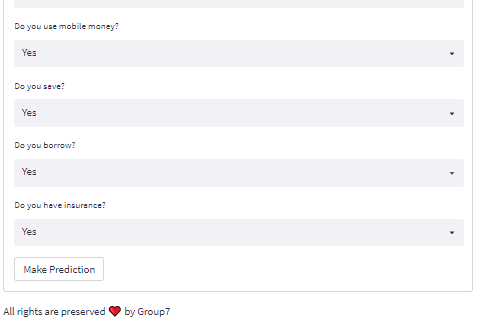 Do you use mobile money?
Yes
Do you save?
Yes
Do you borrow?
Yes
Do you have insurance?
Yes
Make Prediction
All rights are preserved ❤ by Group7